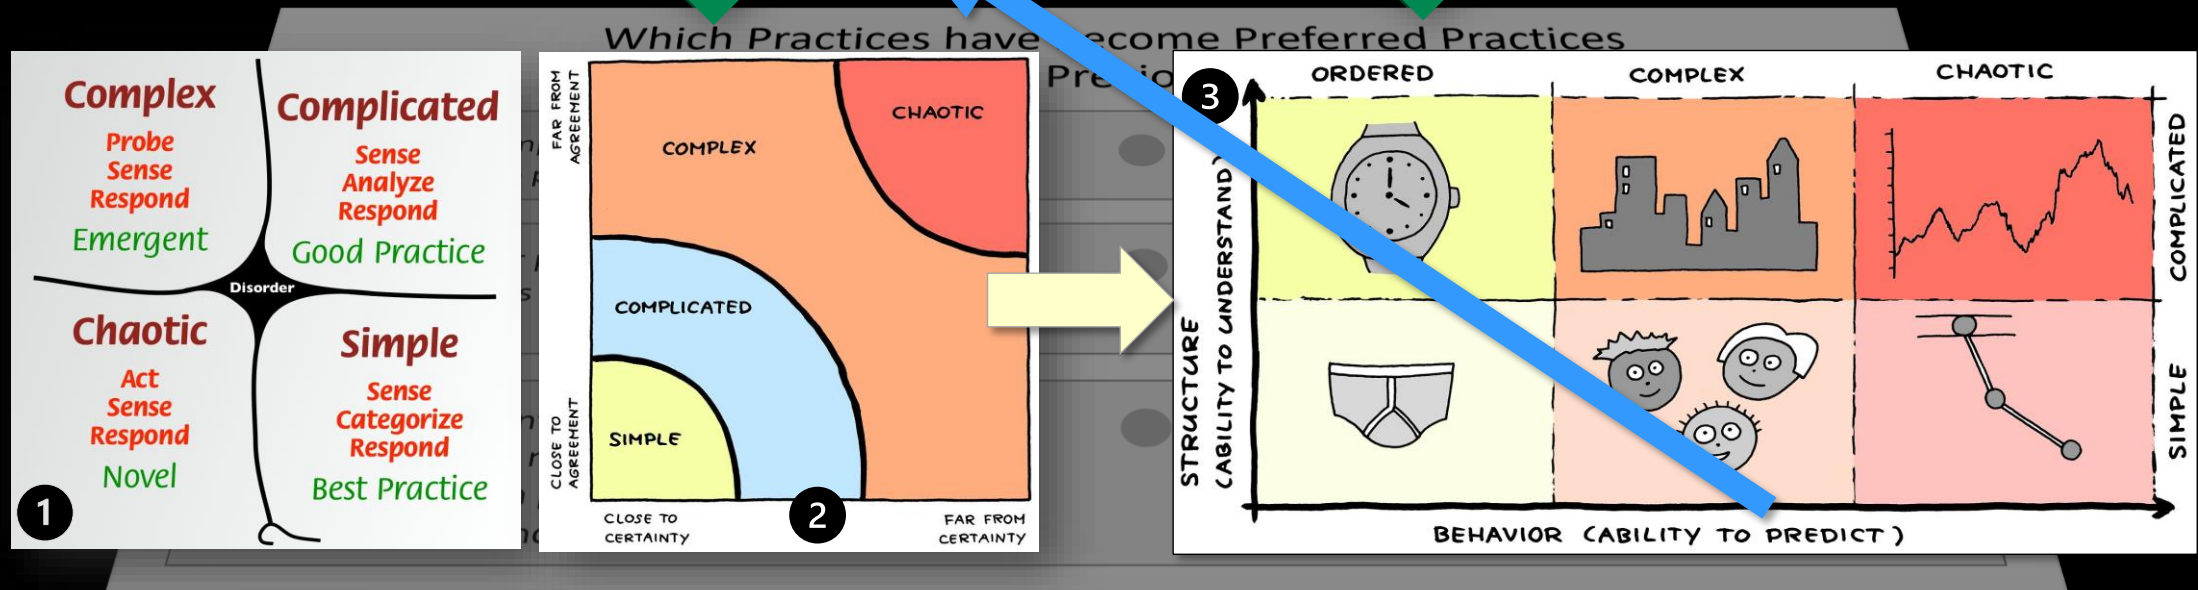 Which Practices have become Preferred Practices
Complex
Probe
Sense
Respond
Emergent
Complicated
Sense
Analyze
Respond
Good Practice
Disorder
Chaotic
Act
Sense
Respond
Novel
Simple
Sense
Categorize
Respond
Best Practice
1
FAR FROM
AGREEMENT
CLOSE TO
AGREEMENT
COMPLEX
CHAOTIC
COMPLICATED
SIMPLE
CLOSE TO
CERTAINTY
FAR FROM
CERTAINTY
2
3
ORDERED
COMPLEX
CHAOTIC
STRUCTURE
(ABILITY TO UNDERSTAND)
COMPLICATED
SIMPLE
BEHAVIOR (ABILITY TO PREDICT)